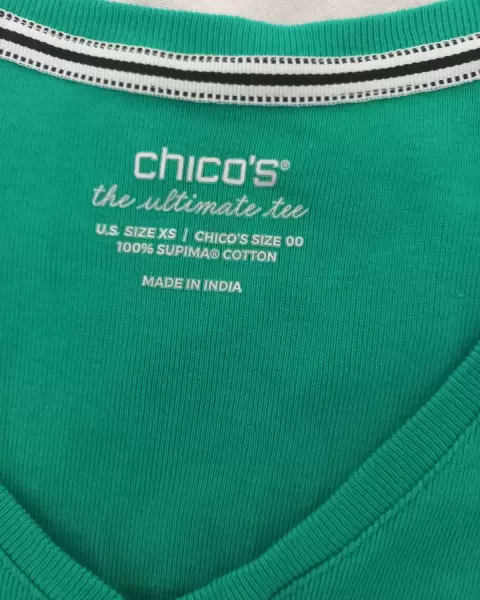 chico's®
the ultimate tee
U.S. SIZE XS | CHICO'S SIZE 00
100% SUPIMA® COTTON
MADE IN INDIA